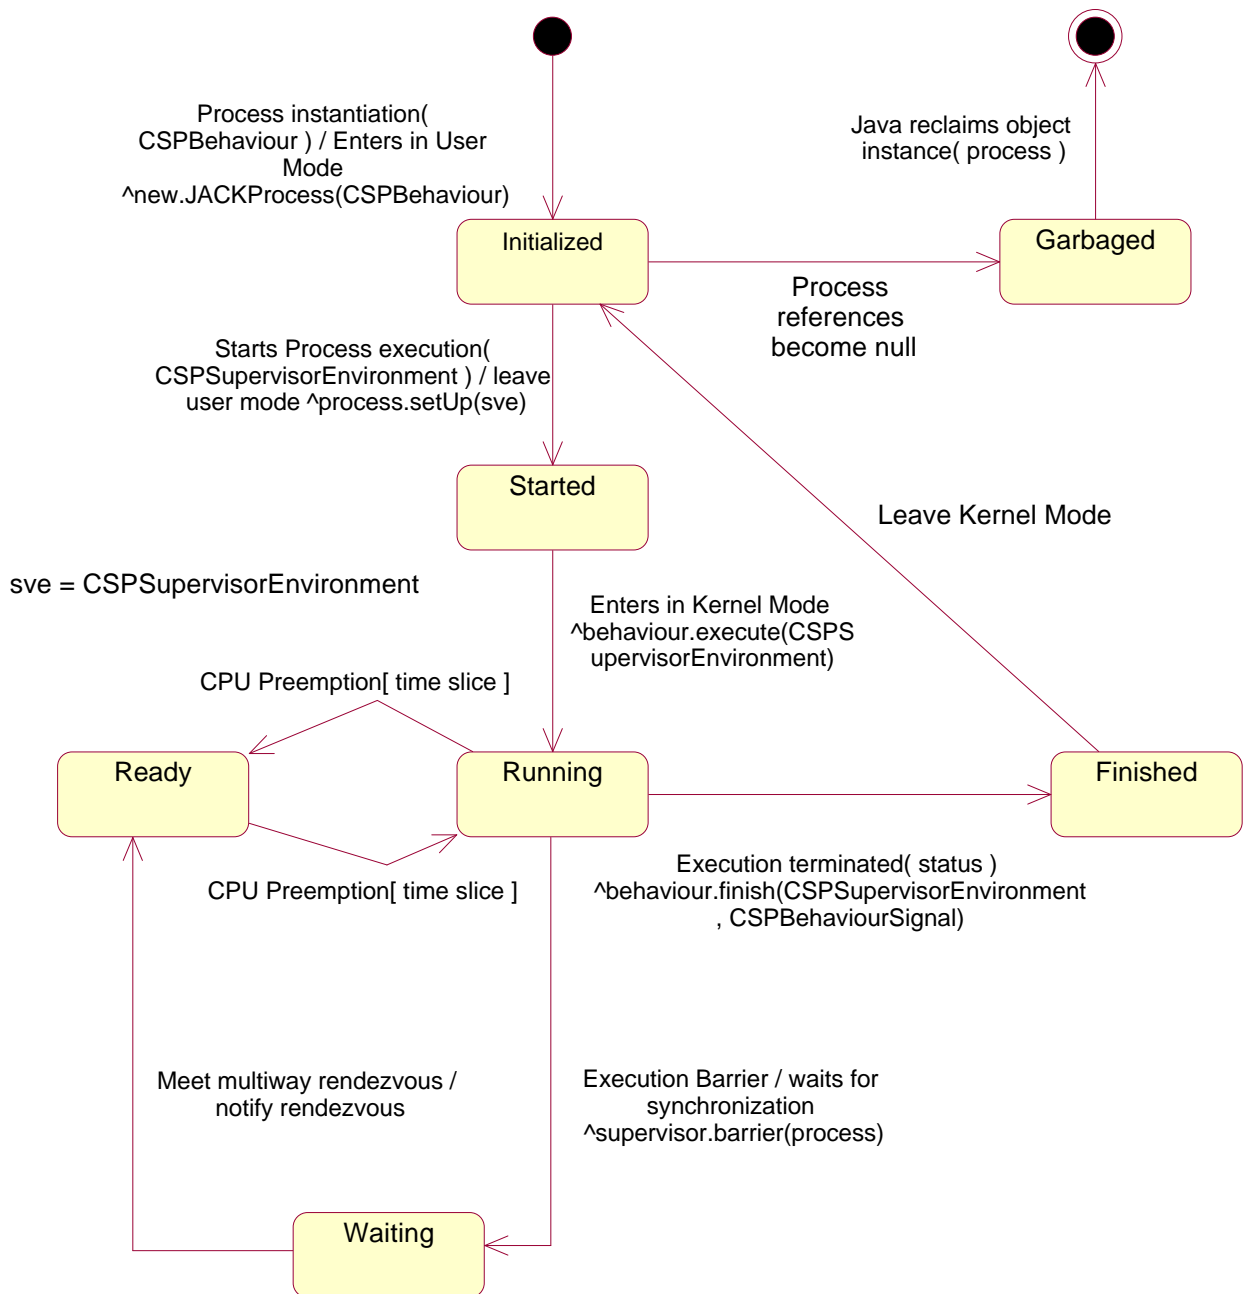 Process instantiation(
CSPBehaviour ) / Enters in User
Mode
^new.JACKProcess(CSPBehaviour)
Java reclaims object
instance( process )
Initialized
Garbaged
Process
references
become null
Starts Process execution(
CSPSupervisorEnvironment ) / leave
user mode ^process.setUp(sve)
Started
Leave Kernel Mode
sve = CSPSupervisorEnvironment
Enters in Kernel Mode
^behaviour.execute(CSPS
upervisorEnvironment)
CPU Preemption[ time slice ]
Ready
Running
Finished
CPU Preemption[ time slice ]
Execution terminated( status )
^behaviour.finish(CSPSupervisorEnvironment
, CSPBehaviourSignal)
Meet multiway rendezvous /
notify rendezvous
Execution Barrier / waits for
synchronization
^supervisor.barrier(process)
Waiting